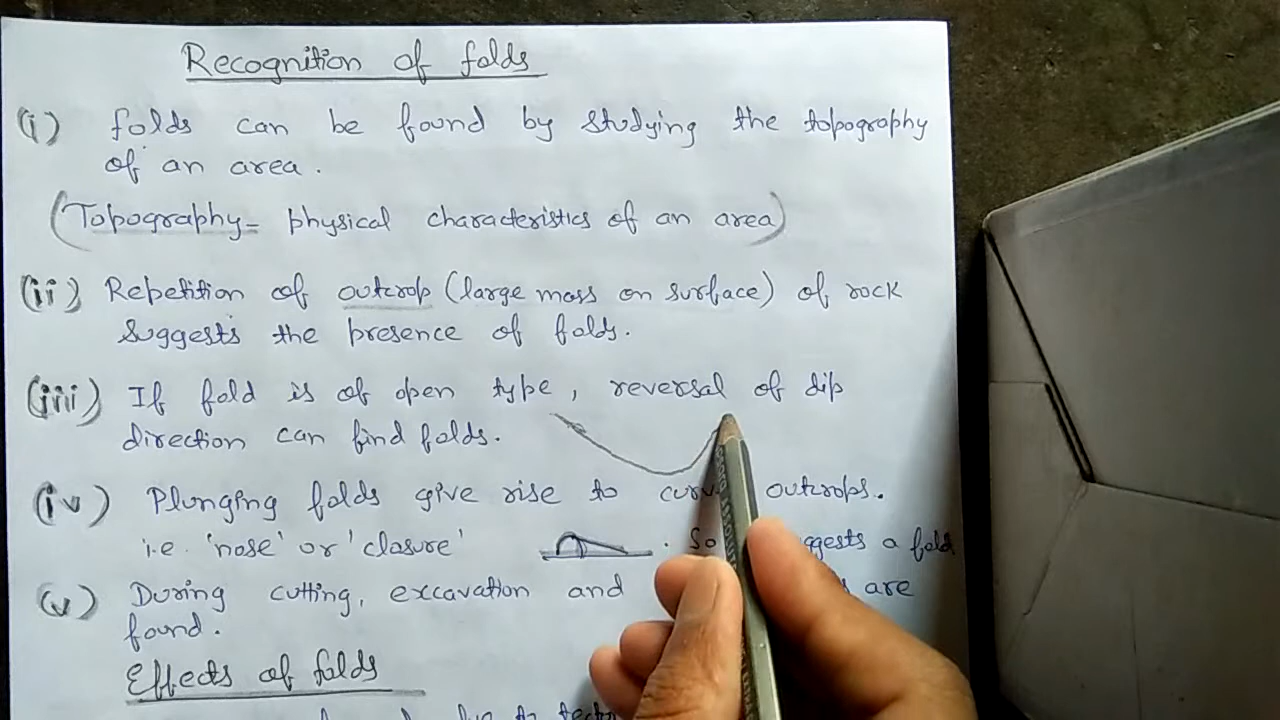 Recognition of folds
(i) folds can be found by studying the topography
of an area.
(Topography = physical characteristics of an area)
(ii) Repetition of outcrop (large mass on surface) of rock
suggests the presence of folds.
(iii) If fold is of open type, reversal of dip
direction can find folds.
(iv) Plunging folds give rise to outcrops.
i.e. 'nose' or 'closure' . So a fold
(v) During cutting, excavation and are
found.
Effects of folds